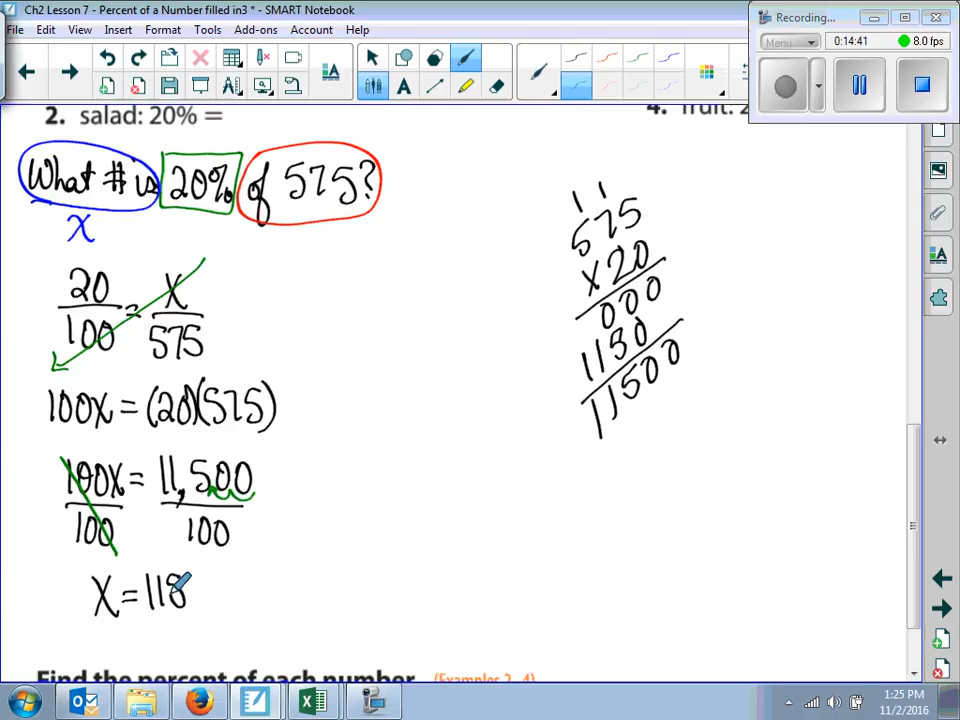 Ch2 Lesson 7 - Percent of a Number filled in3 * - SMART Notebook
Recording...
File Edit View Insert Format Tools Add-ons Account Help
Menu
0:14:41
8.0 fps
2. salad: 20% =
4. fruit: 2
What # is 20% of 575?
x
20/100 = x/575
100x = (20)(575)
100x/100 = 11,500/100
x = 118
11
575
x20
000
1150
11500
Find the percent of each number. (Examples 2-4)
1:25 PM
11/2/2016